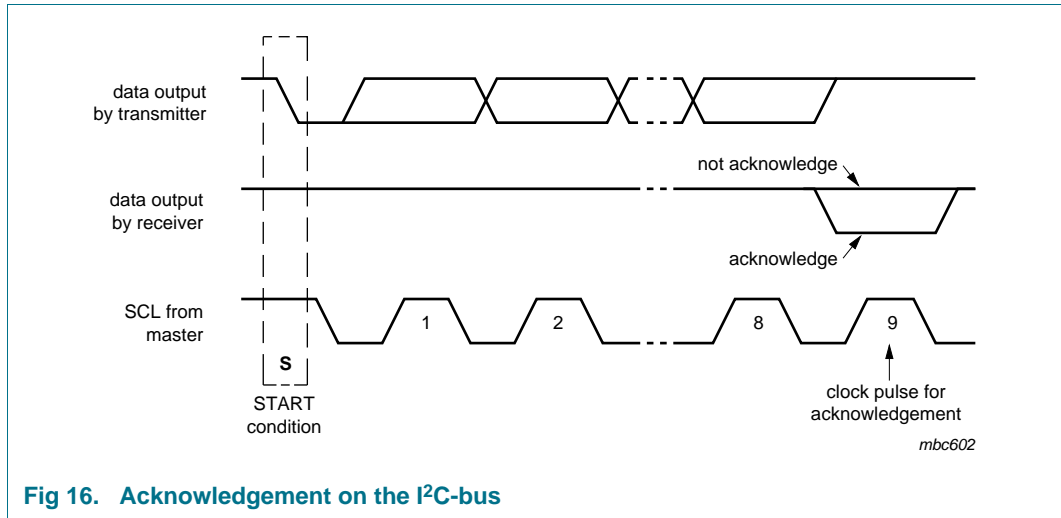 data output
by transmitter
not acknowledge
data output
by receiver
acknowledge
SCL from
master
1
2
8
9
S
START
condition
clock pulse for
acknowledgement
mbc602
Fig 16. Acknowledgement on the I²C-bus